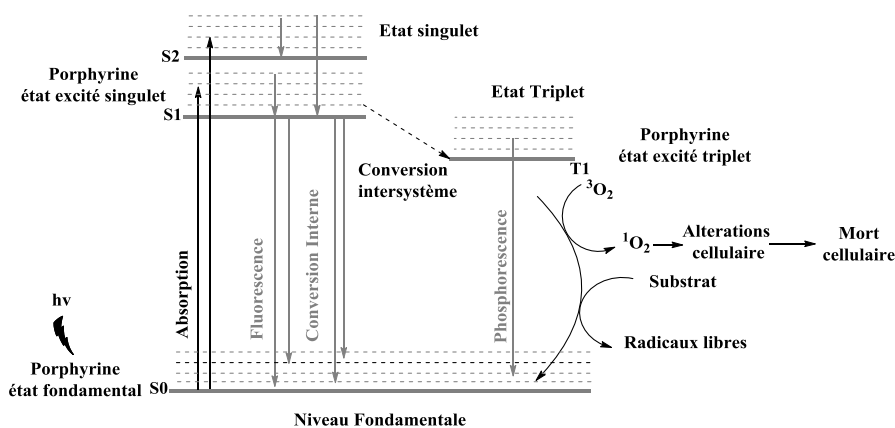 Etat singulet
S2
Porphyrine
état excité singulet
S1
Etat Triplet
Porphyrine
état excité triplet
T1
Conversion
intersystème
³O₂
¹O₂
Alterations
cellulaire
Mort
cellulaire
Substrat
Radicaux libres
Absorption
Fluorescence
Conversion Interne
Phosphorescence
hv
Porphyrine
état fondamental
S0
Niveau Fondamentale